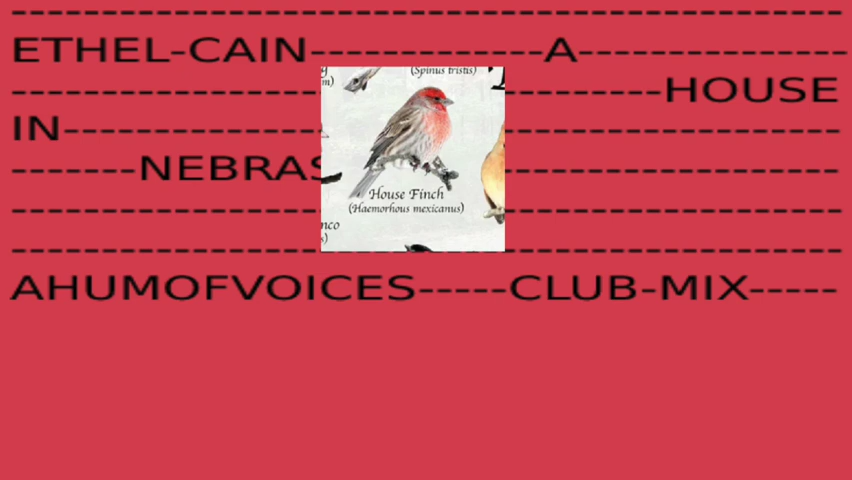 --------------------------------------------------
ETHEL-CAIN-------------A---------------
-------------------- -----------------HOUSE
IN----------------- ----------------------
-------NEBRAS ----------------------
--------------------------------------------------
--------------------------------------------------
AHUMOFVOICES-----CLUB-MIX-----
(Spinus tristis)
House Finch
(Haemorhous mexicanus)